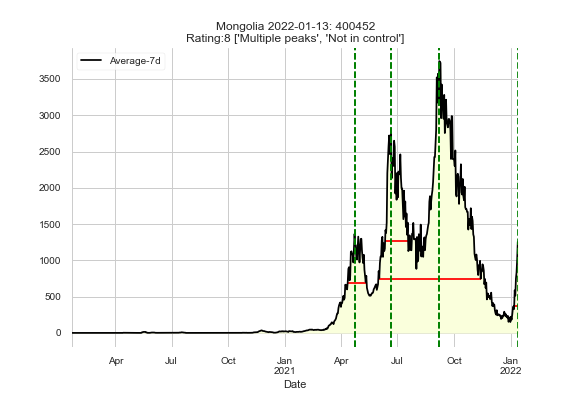 Mongolia 2022-01-13: 400452
Rating:8 ['Multiple peaks', 'Not in control']
Average-7d
3500
3000
2500
2000
1500
1000
500
0
Apr Jul Oct Jan Apr Jul Oct Jan
2021 2022
Date